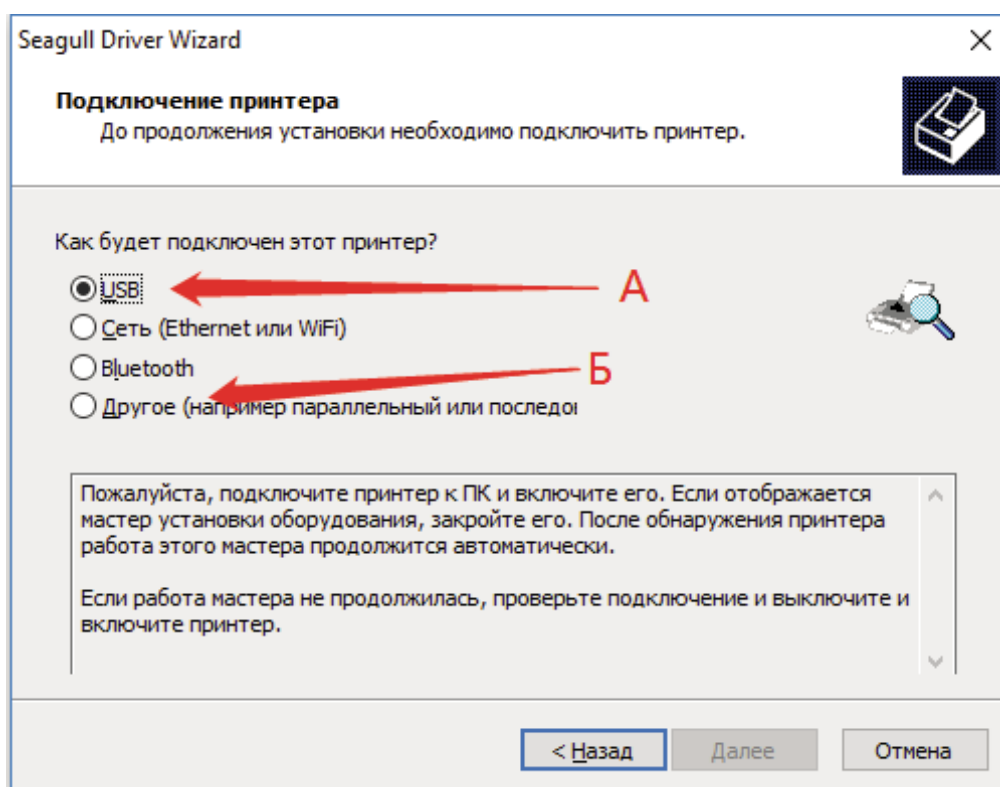 Seagull Driver Wizard
Подключение принтера
До продолжения установки необходимо подключить принтер.
Как будет подключен этот принтер?
USB
А
Сеть (Ethernet или WiFi)
Bluetooth
Б
Другое (например параллельный или последов
Пожалуйста, подключите принтер к ПК и включите его. Если отображается
мастер установки оборудования, закройте его. После обнаружения принтера
работа этого мастера продолжится автоматически.
Если работа мастера не продолжилась, проверьте подключение и выключите и
включите принтер.
< Назад
Далее
Отмена